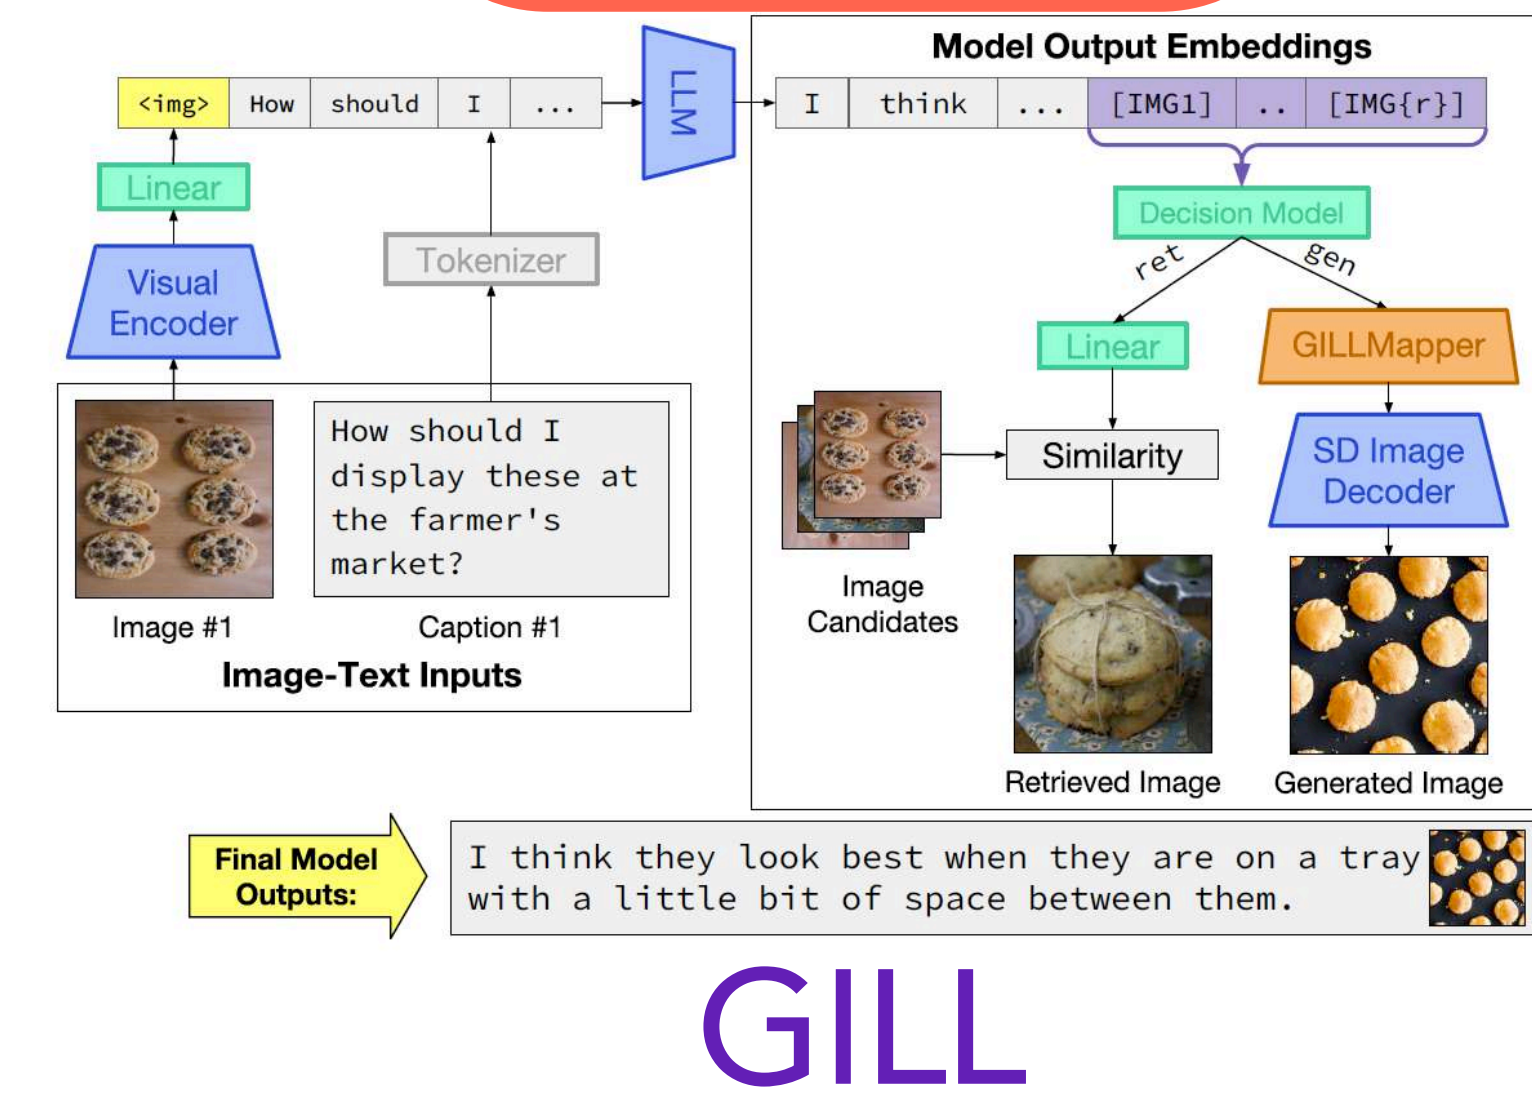 Model Output Embeddings
<img> How should I ...
LLM
I think ... [IMG1] .. [IMG{r}]
Linear
Decision Model
Tokenizer
ret
gen
Visual
Encoder
Linear
GILLMapper
How should I
display these at
the farmer's
market?
Similarity
SD Image
Decoder
Image
Candidates
Image #1
Caption #1
Image-Text Inputs
Retrieved Image
Generated Image
Final Model
Outputs:
I think they look best when they are on a tray
with a little bit of space between them.
GILL